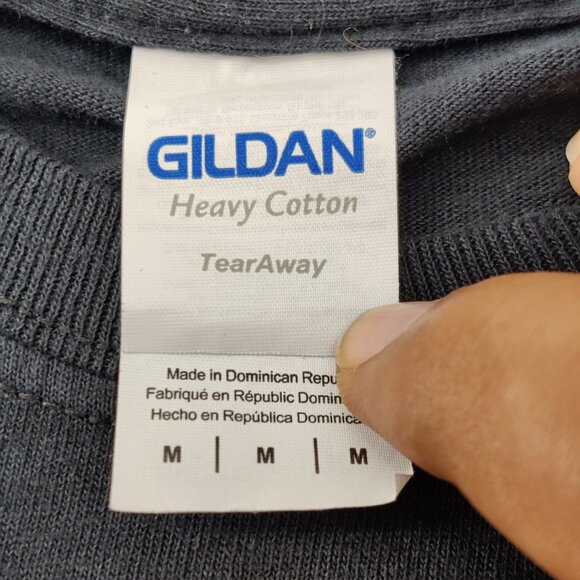 GILDAN®
Heavy Cotton
TearAway
Made in Dominican Repu
Fabriqué en Républic Domin
Hecho en República Dominica
M | M | M